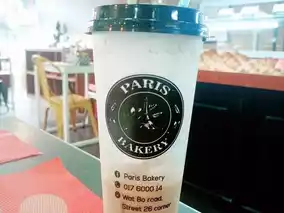 PARIS
BAKERY
Paris Bakery
017 6000 14
Wat Bo road,
Street 26 corner